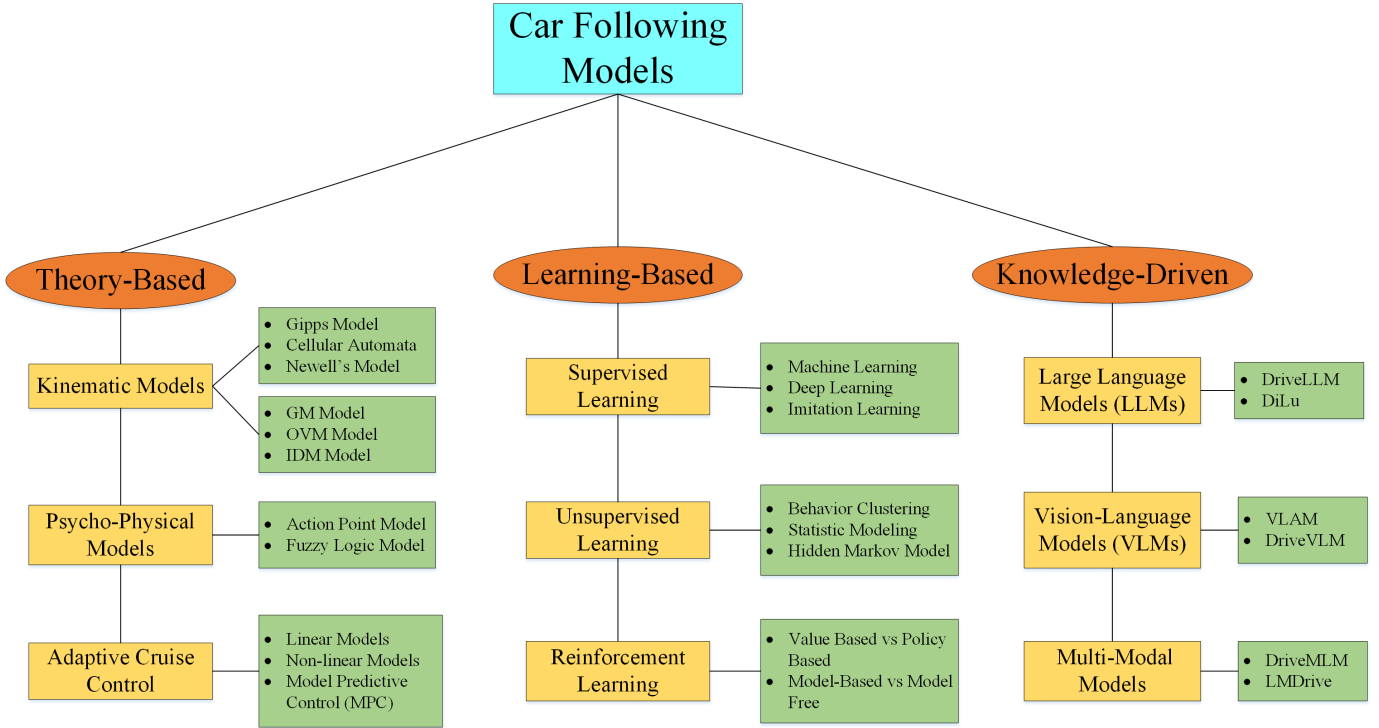 Car Following
Models
Theory-Based
Kinematic Models
• Gipps Model
• Cellular Automata
• Newell's Model
• GM Model
• OVM Model
• IDM Model
Psycho-Physical
Models
• Action Point Model
• Fuzzy Logic Model
Adaptive Cruise
Control
• Linear Models
• Non-linear Models
• Model Predictive
Control (MPC)
Learning-Based
Supervised
Learning
• Machine Learning
• Deep Learning
• Imitation Learning
Unsupervised
Learning
• Behavior Clustering
• Statistic Modeling
• Hidden Markov Model
Reinforcement
Learning
• Value Based vs Policy
Based
• Model-Based vs Model
Free
Knowledge-Driven
Large Language
Models (LLMs)
• DriveLLM
• DiLu
Vision-Language
Models (VLMs)
• VLAM
• DriveVLM
Multi-Modal
Models
• DriveMLM
• LMDrive